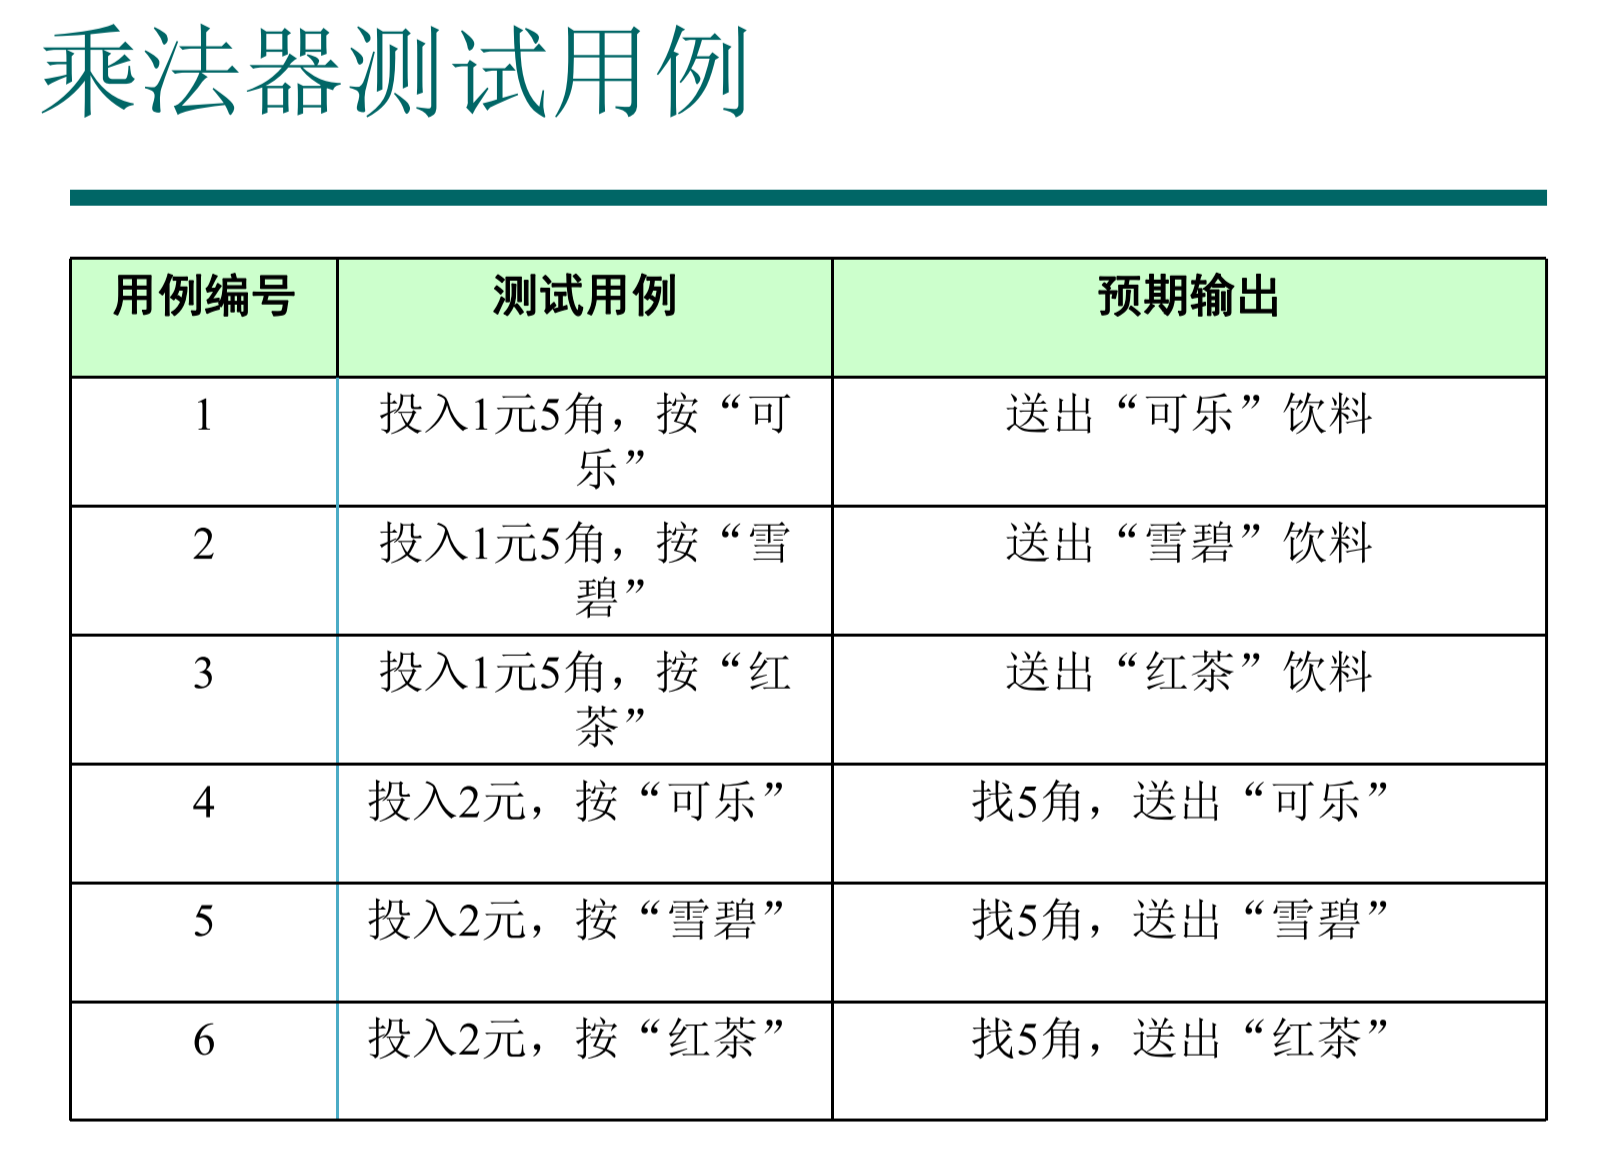 乘法器测试用例
用例编号 测试用例 预期输出
1 投入1元5角，按“可 送出“可乐”饮料
乐”
2 投入1元5角，按“雪 送出“雪碧”饮料
碧”
3 投入1元5角，按“红 送出“红茶”饮料
茶”
4 投入2元，按“可乐” 找5角，送出“可乐”
5 投入2元，按“雪碧” 找5角，送出“雪碧”
6 投入2元，按“红茶” 找5角，送出“红茶”